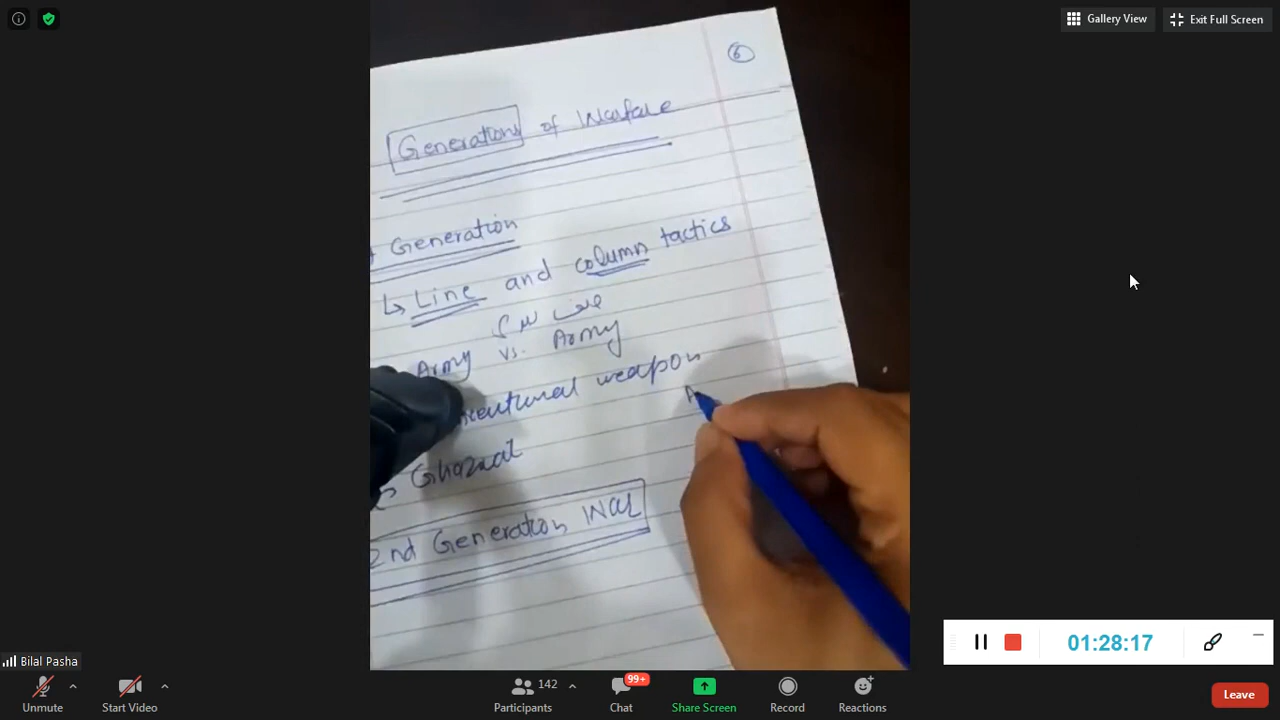 Gallery View
Exit Full Screen
6
Generations of Warfare
Generation
↳ Line and column tactics
Army vs. Army
weapon
2nd Generation War
01:28:17
Bilal Pasha
142
99+
Unmute
Start Video
Participants
Chat
Share Screen
Record
Reactions
Leave